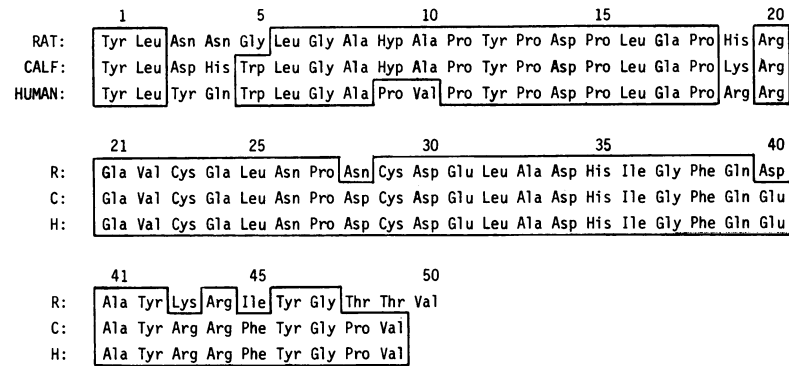 1 5 10 15 20
RAT: Tyr Leu Asn Asn Gly Leu Gly Ala Hyp Ala Pro Tyr Pro Asp Pro Leu Gla Pro His Arg
CALF: Tyr Leu Asp His Trp Leu Gly Ala Hyp Ala Pro Tyr Pro Asp Pro Leu Gla Pro Lys Arg
HUMAN: Tyr Leu Tyr Gln Trp Leu Gly Ala Pro Val Pro Tyr Pro Asp Pro Leu Gla Pro Arg Arg
21 25 30 35 40
R: Gla Val Cys Gla Leu Asn Pro Asn Cys Asp Glu Leu Ala Asp His Ile Gly Phe Gln Asp
C: Gla Val Cys Gla Leu Asn Pro Asp Cys Asp Glu Leu Ala Asp His Ile Gly Phe Gln Glu
H: Gla Val Cys Gla Leu Asn Pro Asp Cys Asp Glu Leu Ala Asp His Ile Gly Phe Gln Glu
41 45 50
R: Ala Tyr Lys Arg Ile Tyr Gly Thr Thr Val
C: Ala Tyr Arg Arg Phe Tyr Gly Pro Val
H: Ala Tyr Arg Arg Phe Tyr Gly Pro Val